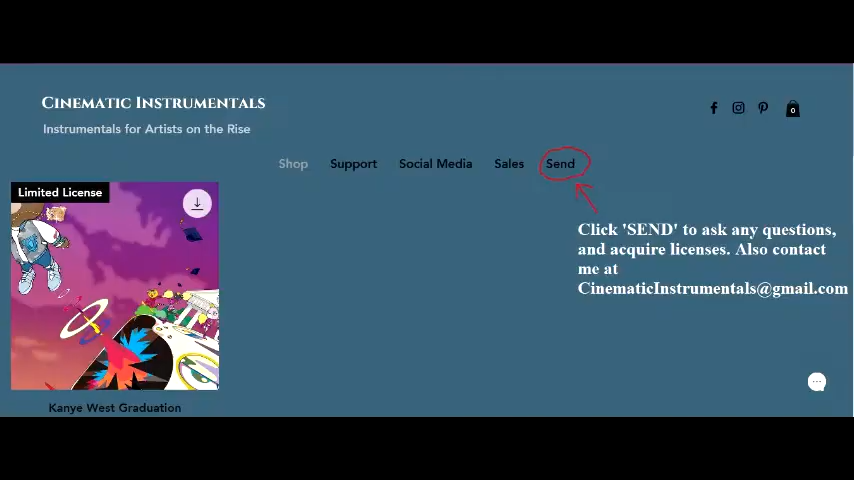 Cinematic Instrumentals
Instrumentals for Artists on the Rise
0
Shop Support Social Media Sales Send
Limited License
Click 'SEND' to ask any questions,
and acquire licenses. Also contact
me at
CinematicInstrumentals@gmail.com
Kanye West Graduation